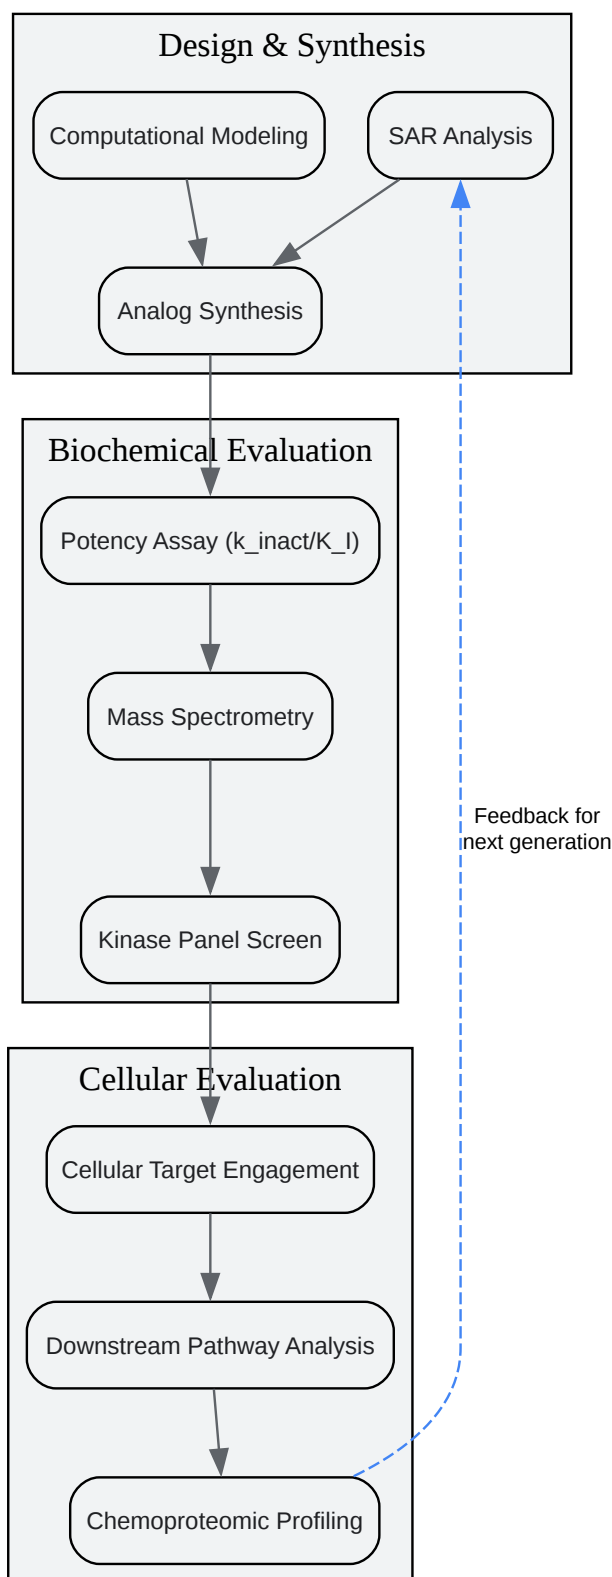 Design & Synthesis
Computational Modeling
SAR Analysis
Analog Synthesis
Biochemical Evaluation
Potency Assay (k_inact/K_I)
Mass Spectrometry
Feedback for
next generation
Kinase Panel Screen
Cellular Evaluation
Cellular Target Engagement
Downstream Pathway Analysis
Chemoproteomic Profiling